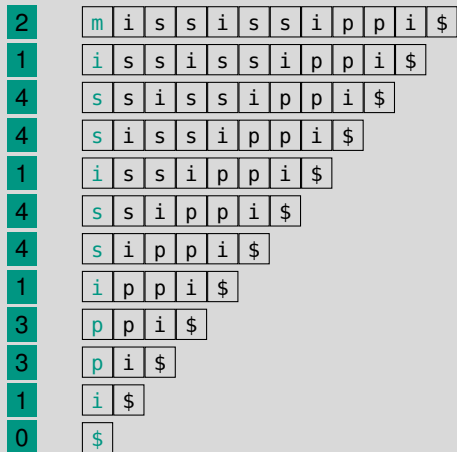 2 m i s s i s s i p p i $
1 i s s i s s i p p i $
4 s s i s s i p p i $
4 s i s s i p p i $
1 i s s i p p i $
4 s s i p p i $
4 s i p p i $
1 i p p i $
3 p p i $
3 p i $
1 i $
0 $